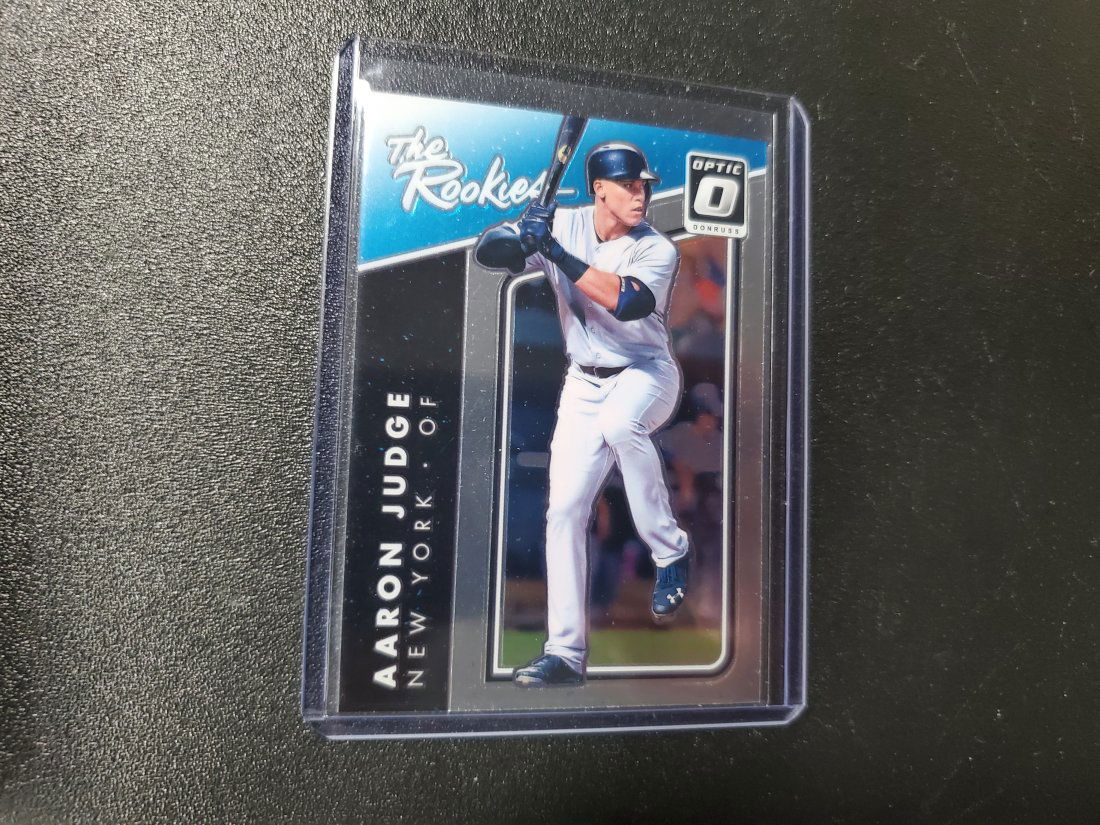 The
Rookies
OPTIC
O
DONRUSS
AARON JUDGE
NEW YORK • OF